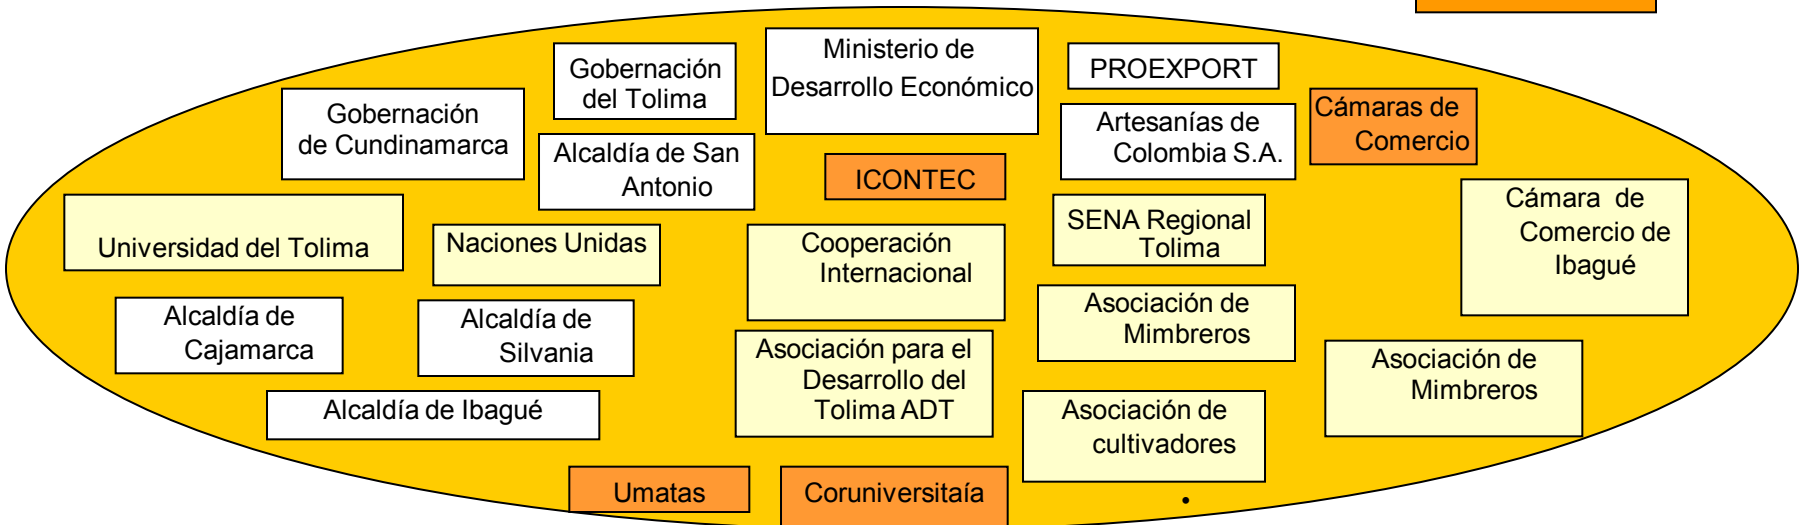 Ministerio de
Desarrollo Económico
Gobernación
del Tolima
PROEXPORT
Gobernación
de Cundinamarca
Cámaras de
Comercio
Artesanías de
Colombia S.A.
Alcaldía de San
Antonio
ICONTEC
Cámara de
Comercio de
Ibagué
SENA Regional
Tolima
Universidad del Tolima
Naciones Unidas
Cooperación
Internacional
Asociación de
Mimbreros
Alcaldía de
Cajamarca
Alcaldía de
Silvania
Asociación para el
Desarrollo del
Tolima ADT
Asociación de
Mimbreros
Alcaldía de Ibagué
Asociación de
cultivadores
Umatas
Coruniversitaía
•